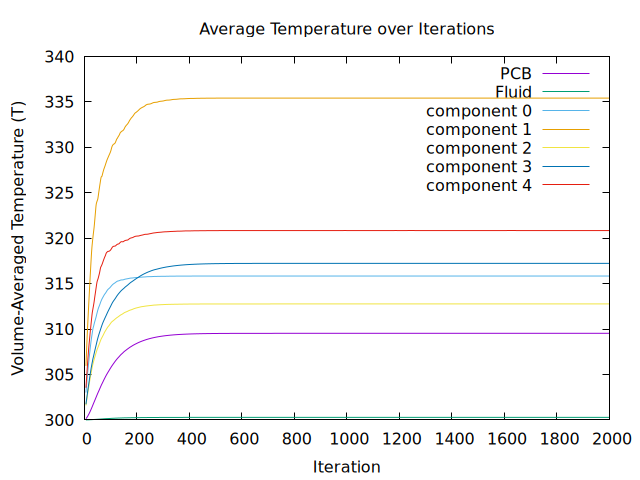 Average Temperature over Iterations
Volume-Averaged Temperature (T)
340
335
330
325
320
315
310
305
300
PCB
Fluid
component 0
component 1
component 2
component 3
component 4
0 200 400 600 800 1000 1200 1400 1600 1800 2000
Iteration